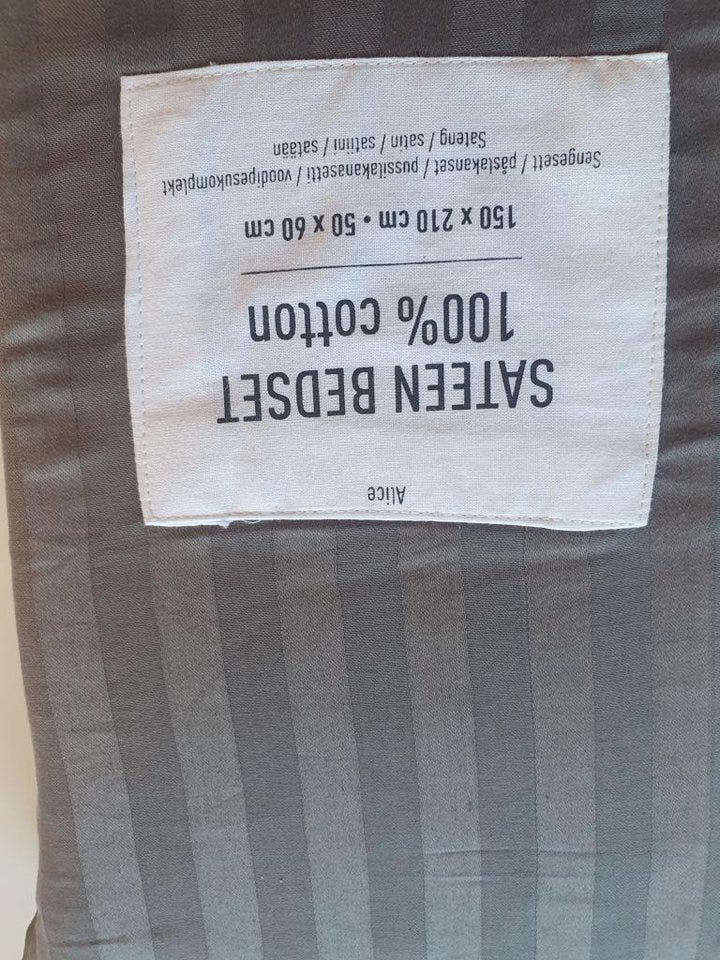 Alice
SATEEN BEDSET
100% cotton
150 x 210 cm • 50 x 60 cm
Sengesett / påslakanset / pussilakanasetti / voodipesukomplekt
Sateng / satin / satiini / satään